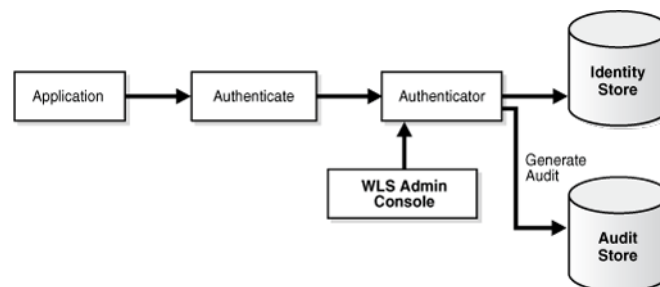 Identity
Store
Application
Authenticate
Authenticator
Generate
Audit
WLS Admin
Console
Audit
Store